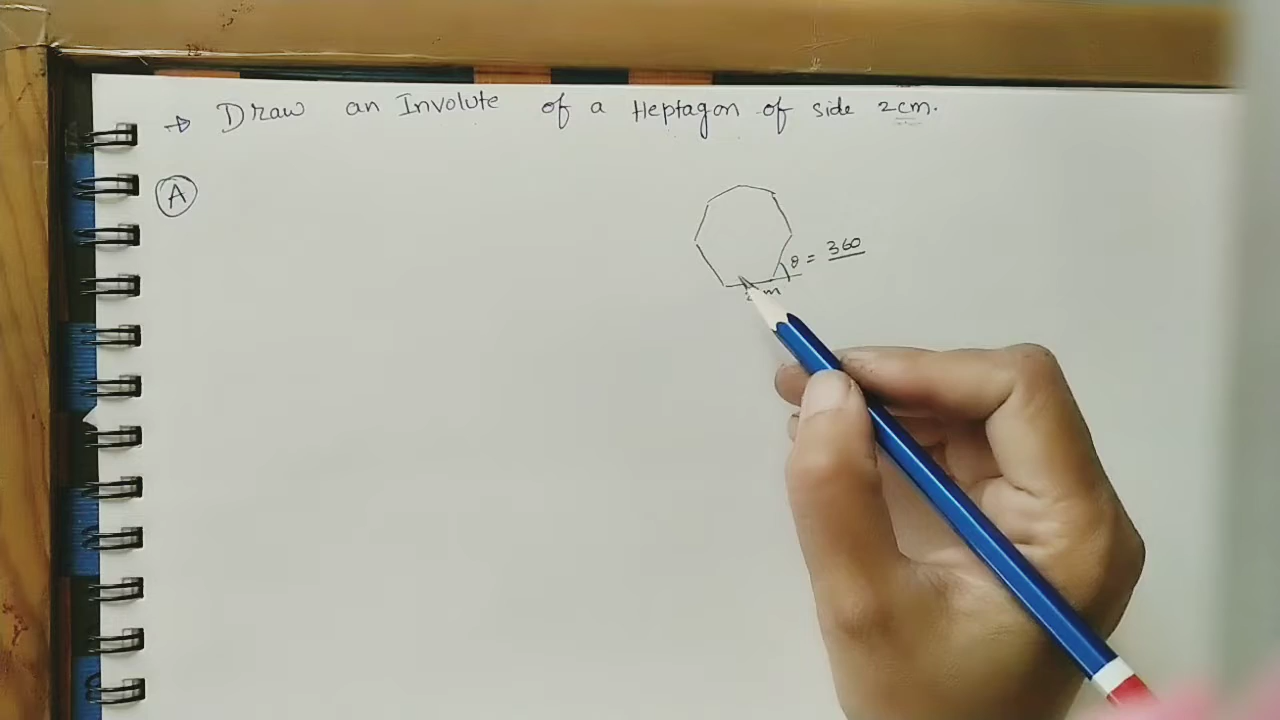 → Draw an Involute of a Heptagon of side 2cm.
A
θ = 360